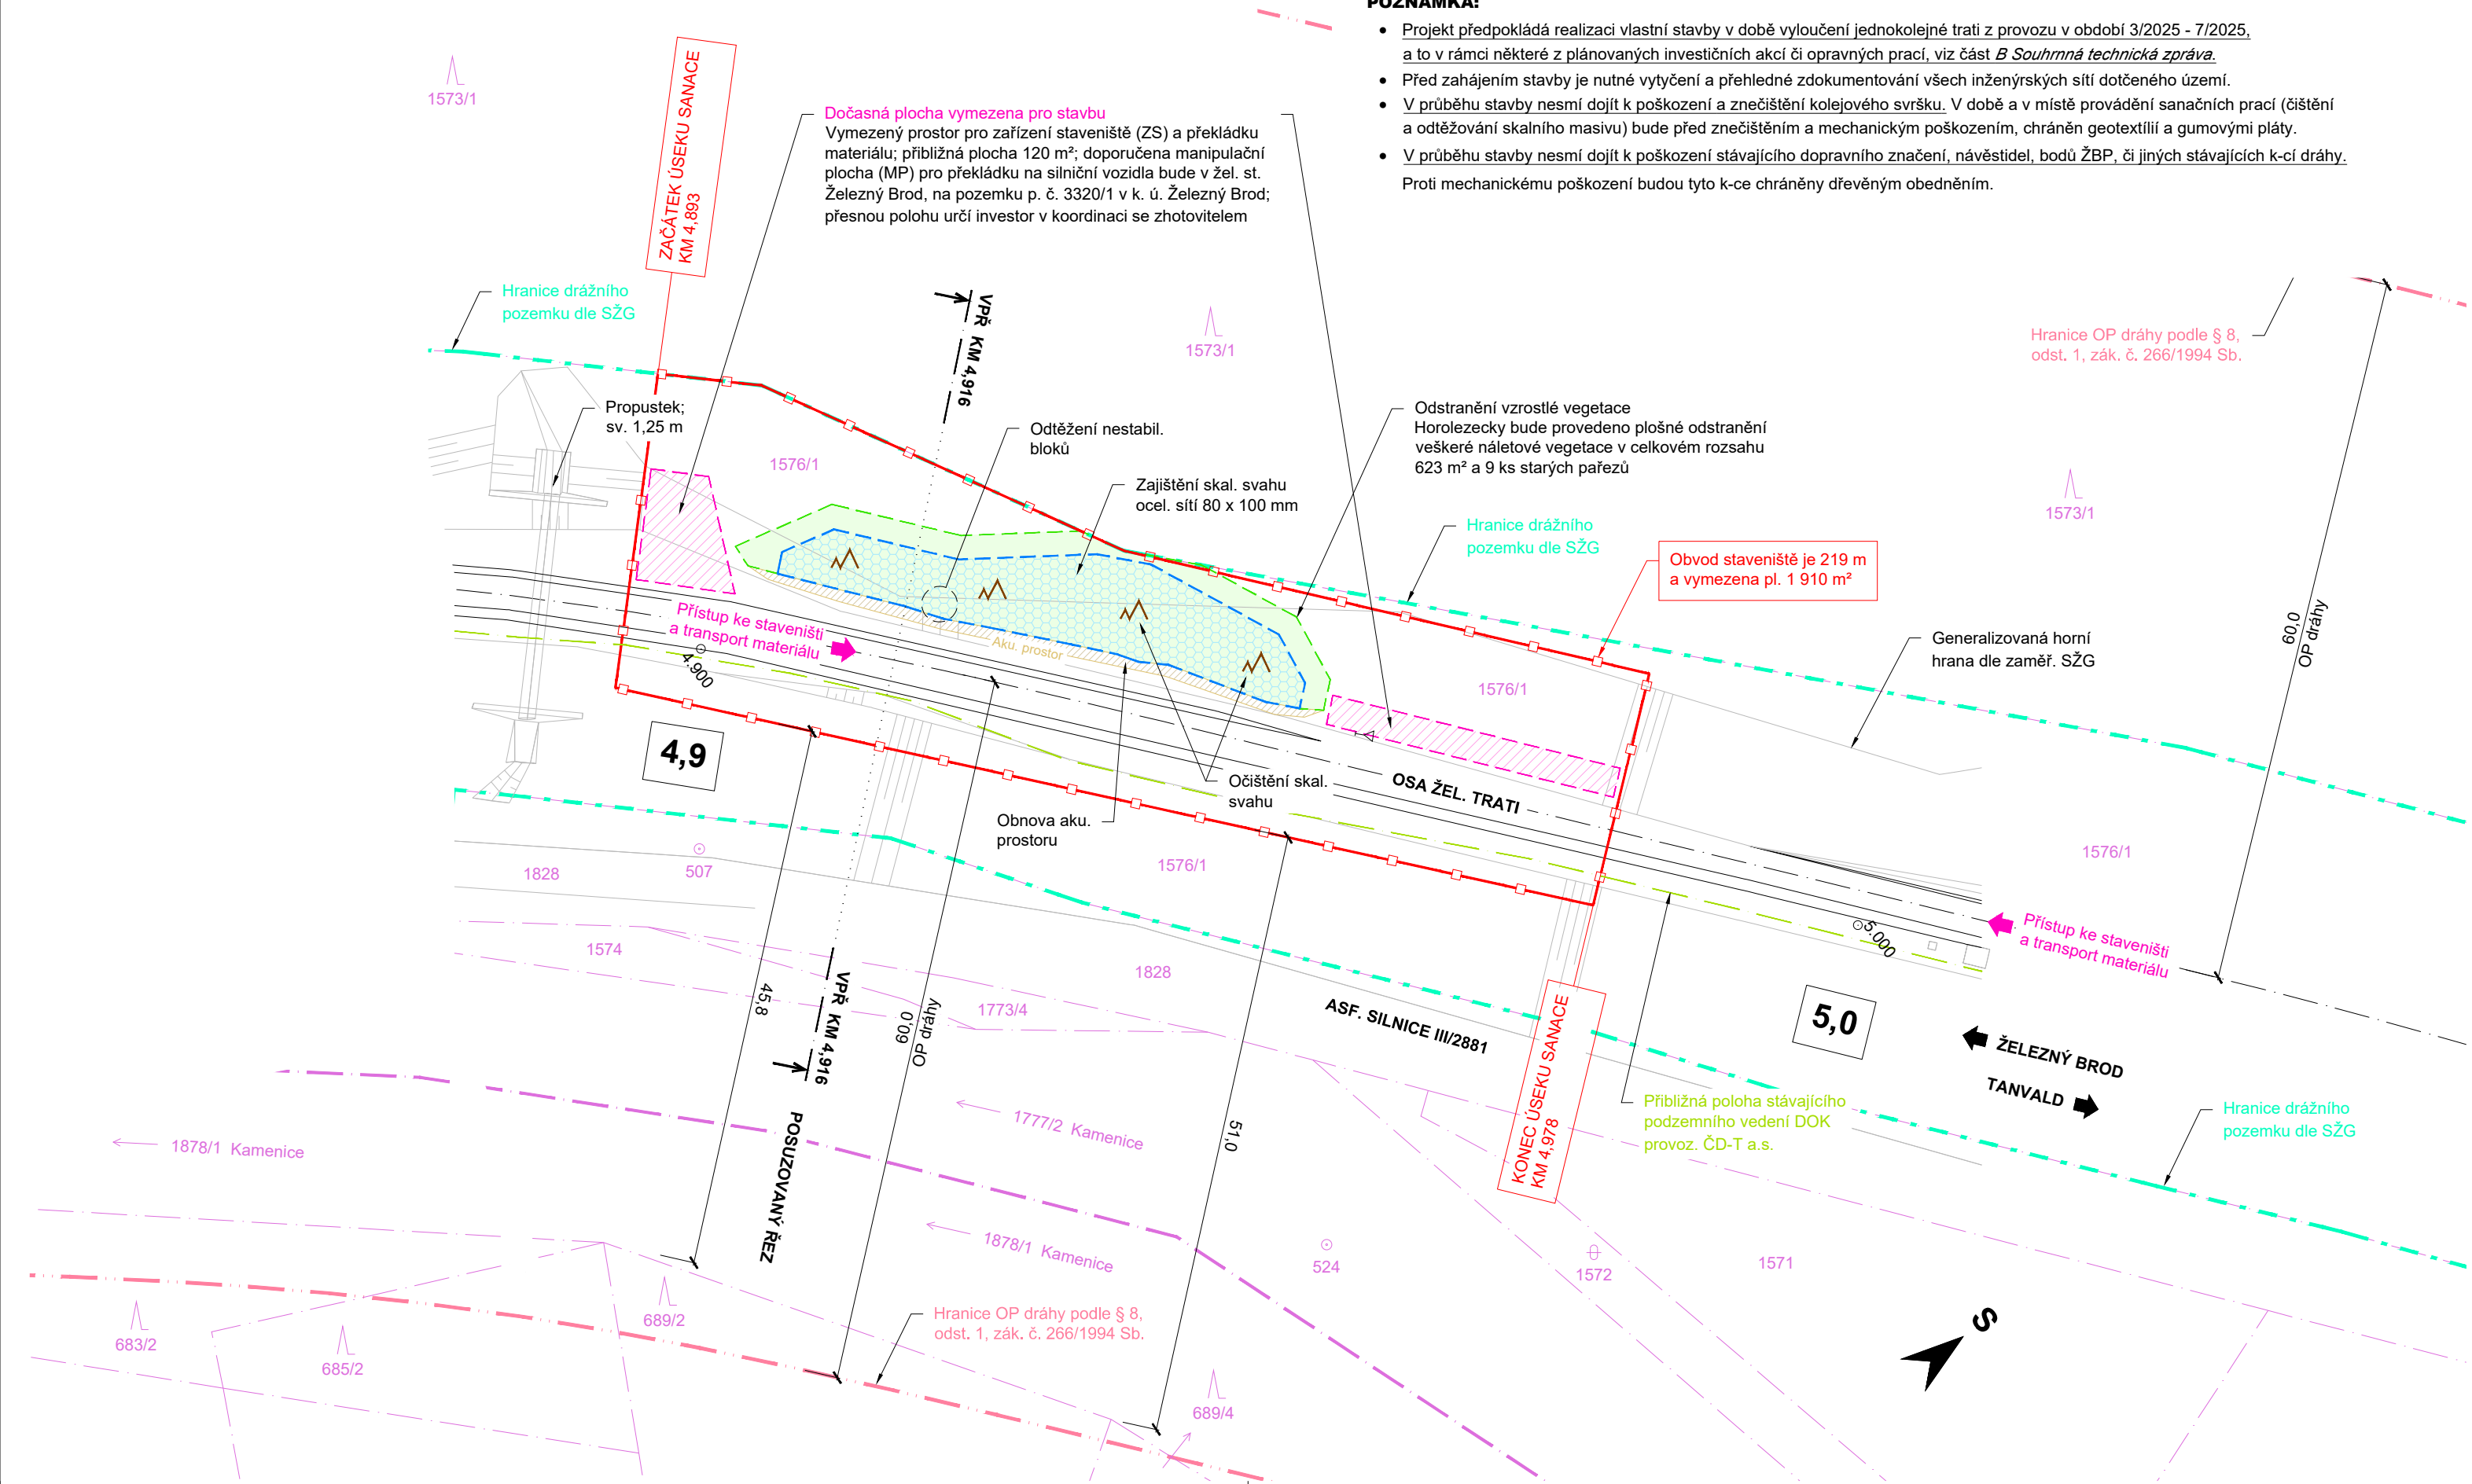 POZNÁMKA:
• Projekt předpokládá realizaci vlastní stavby v době vyloučení jednokolejné trati z provozu v období 3/2025 - 7/2025,
a to v rámci některé z plánovaných investičních akcí či opravných prací, viz část B Souhrnná technická zpráva.
• Před zahájením stavby je nutné vytyčení a přehledné zdokumentování všech inženýrských sítí dotčeného území.
• V průběhu stavby nesmí dojít k poškození a znečištění kolejového svršku. V době a v místě provádění sanačních prací (čištění
a odtěžování skalního masivu) bude před znečištěním a mechanickým poškozením, chráněn geotextílií a gumovými pláty.
• V průběhu stavby nesmí dojít k poškození stávajícího dopravního značení, návěstidel, bodů ŽBP, či jiných stávajících k-cí dráhy.
Proti mechanickému poškození budou tyto k-ce chráněny dřevěným obedněním.
1573/1
ZAČÁTEK ÚSEKU SANACE
KM 4,893
Dočasná plocha vymezena pro stavbu
Vymezený prostor pro zařízení staveniště (ZS) a překládku
materiálu; přibližná plocha 120 m²; doporučena manipulační
plocha (MP) pro překládku na silniční vozidla bude v žel. st.
Železný Brod, na pozemku p. č. 3320/1 v k. ú. Železný Brod;
přesnou polohu určí investor v koordinaci se zhotovitelem
Hranice drážního
pozemku dle SŽG
VPŘ KM 4,916
1573/1
Hranice OP dráhy podle § 8,
odst. 1, zák. č. 266/1994 Sb.
Propustek;
sv. 1,25 m
Odtěžení nestabil.
bloků
Odstranění vzrostlé vegetace
Horolezecky bude provedeno plošné odstranění
veškeré náletové vegetace v celkovém rozsahu
623 m² a 9 ks starých pařezů
1576/1
Zajištění skal. svahu
ocel. sítí 80 x 100 mm
1573/1
Hranice drážního
pozemku dle SŽG
Obvod staveniště je 219 m
a vymezena pl. 1 910 m²
60,0
OP dráhy
Přístup ke staveništi
a transport materiálu
Aku. prostor
Generalizovaná horní
hrana dle zaměř. SŽG
4.900
1576/1
4,9
OSA ŽEL. TRATI
Očištění skal.
svahu
Obnova aku.
prostoru
1576/1
1576/1
1828
507
Přístup ke staveništi
a transport materiálu
5.000
1574
1828
1773/4
45,8
VPŘ KM 4,916
60,0
OP dráhy
ASF. SILNICE III/2881
KONEC ÚSEKU SANACE
KM 4,978
5,0
ŽELEZNÝ BROD
TANVALD
Přibližná poloha stávajícího
podzemního vedení DOK
provoz. ČD-T a.s.
Hranice drážního
pozemku dle SŽG
1777/2 Kamenice
51,0
1878/1 Kamenice
POSUZOVANÝ ŘEZ
1878/1 Kamenice
524
1572
1571
Hranice OP dráhy podle § 8,
odst. 1, zák. č. 266/1994 Sb.
683/2
685/2
689/2
689/4
S